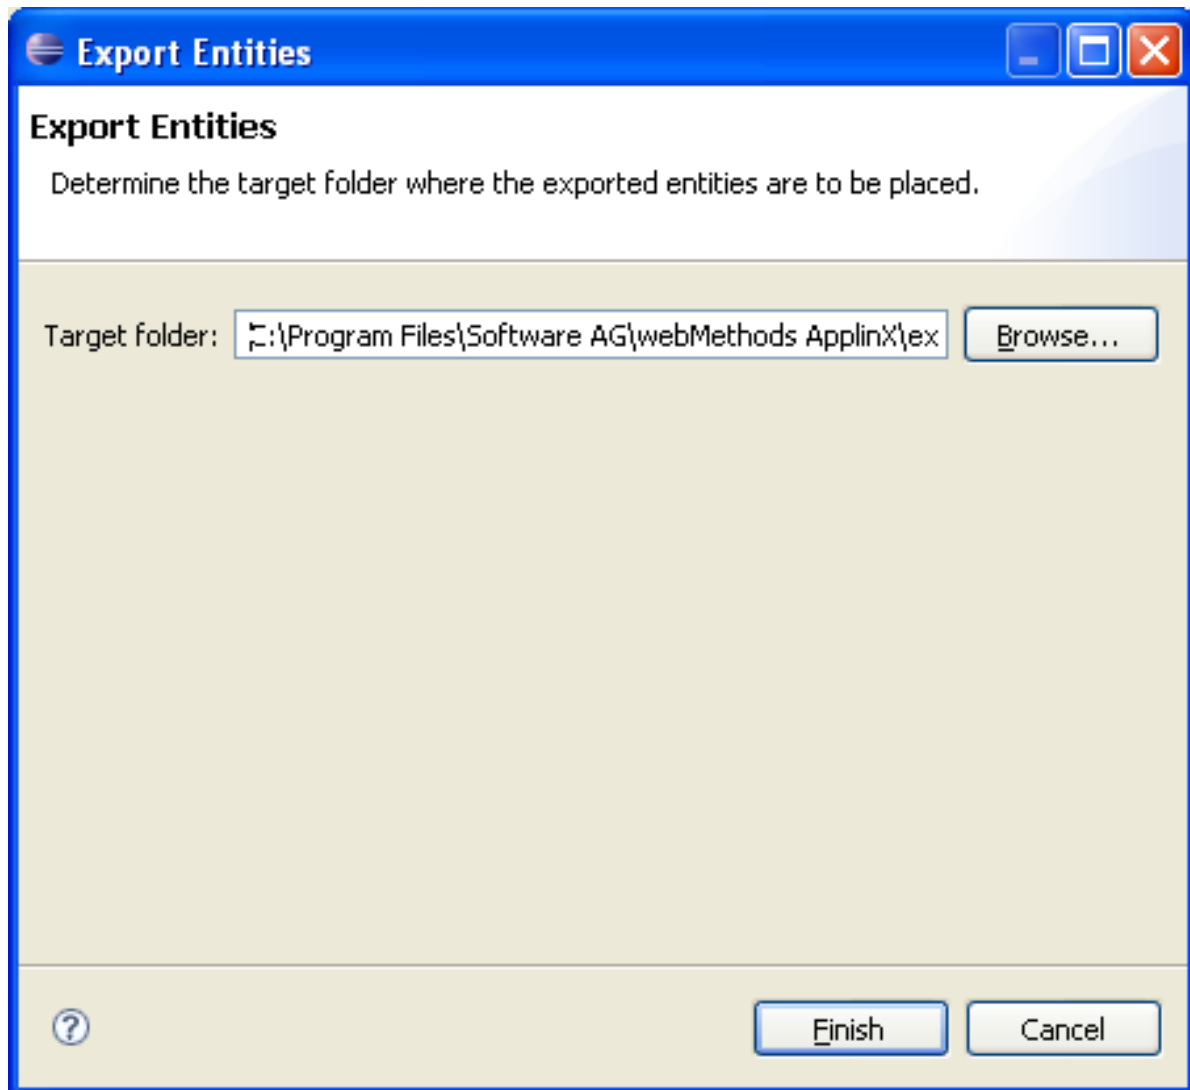 Export Entities
Export Entities
Determine the target folder where the exported entities are to be placed.
Target folder: C:\Program Files\Software AG\webMethods ApplinX\ex Browse...
Finish Cancel